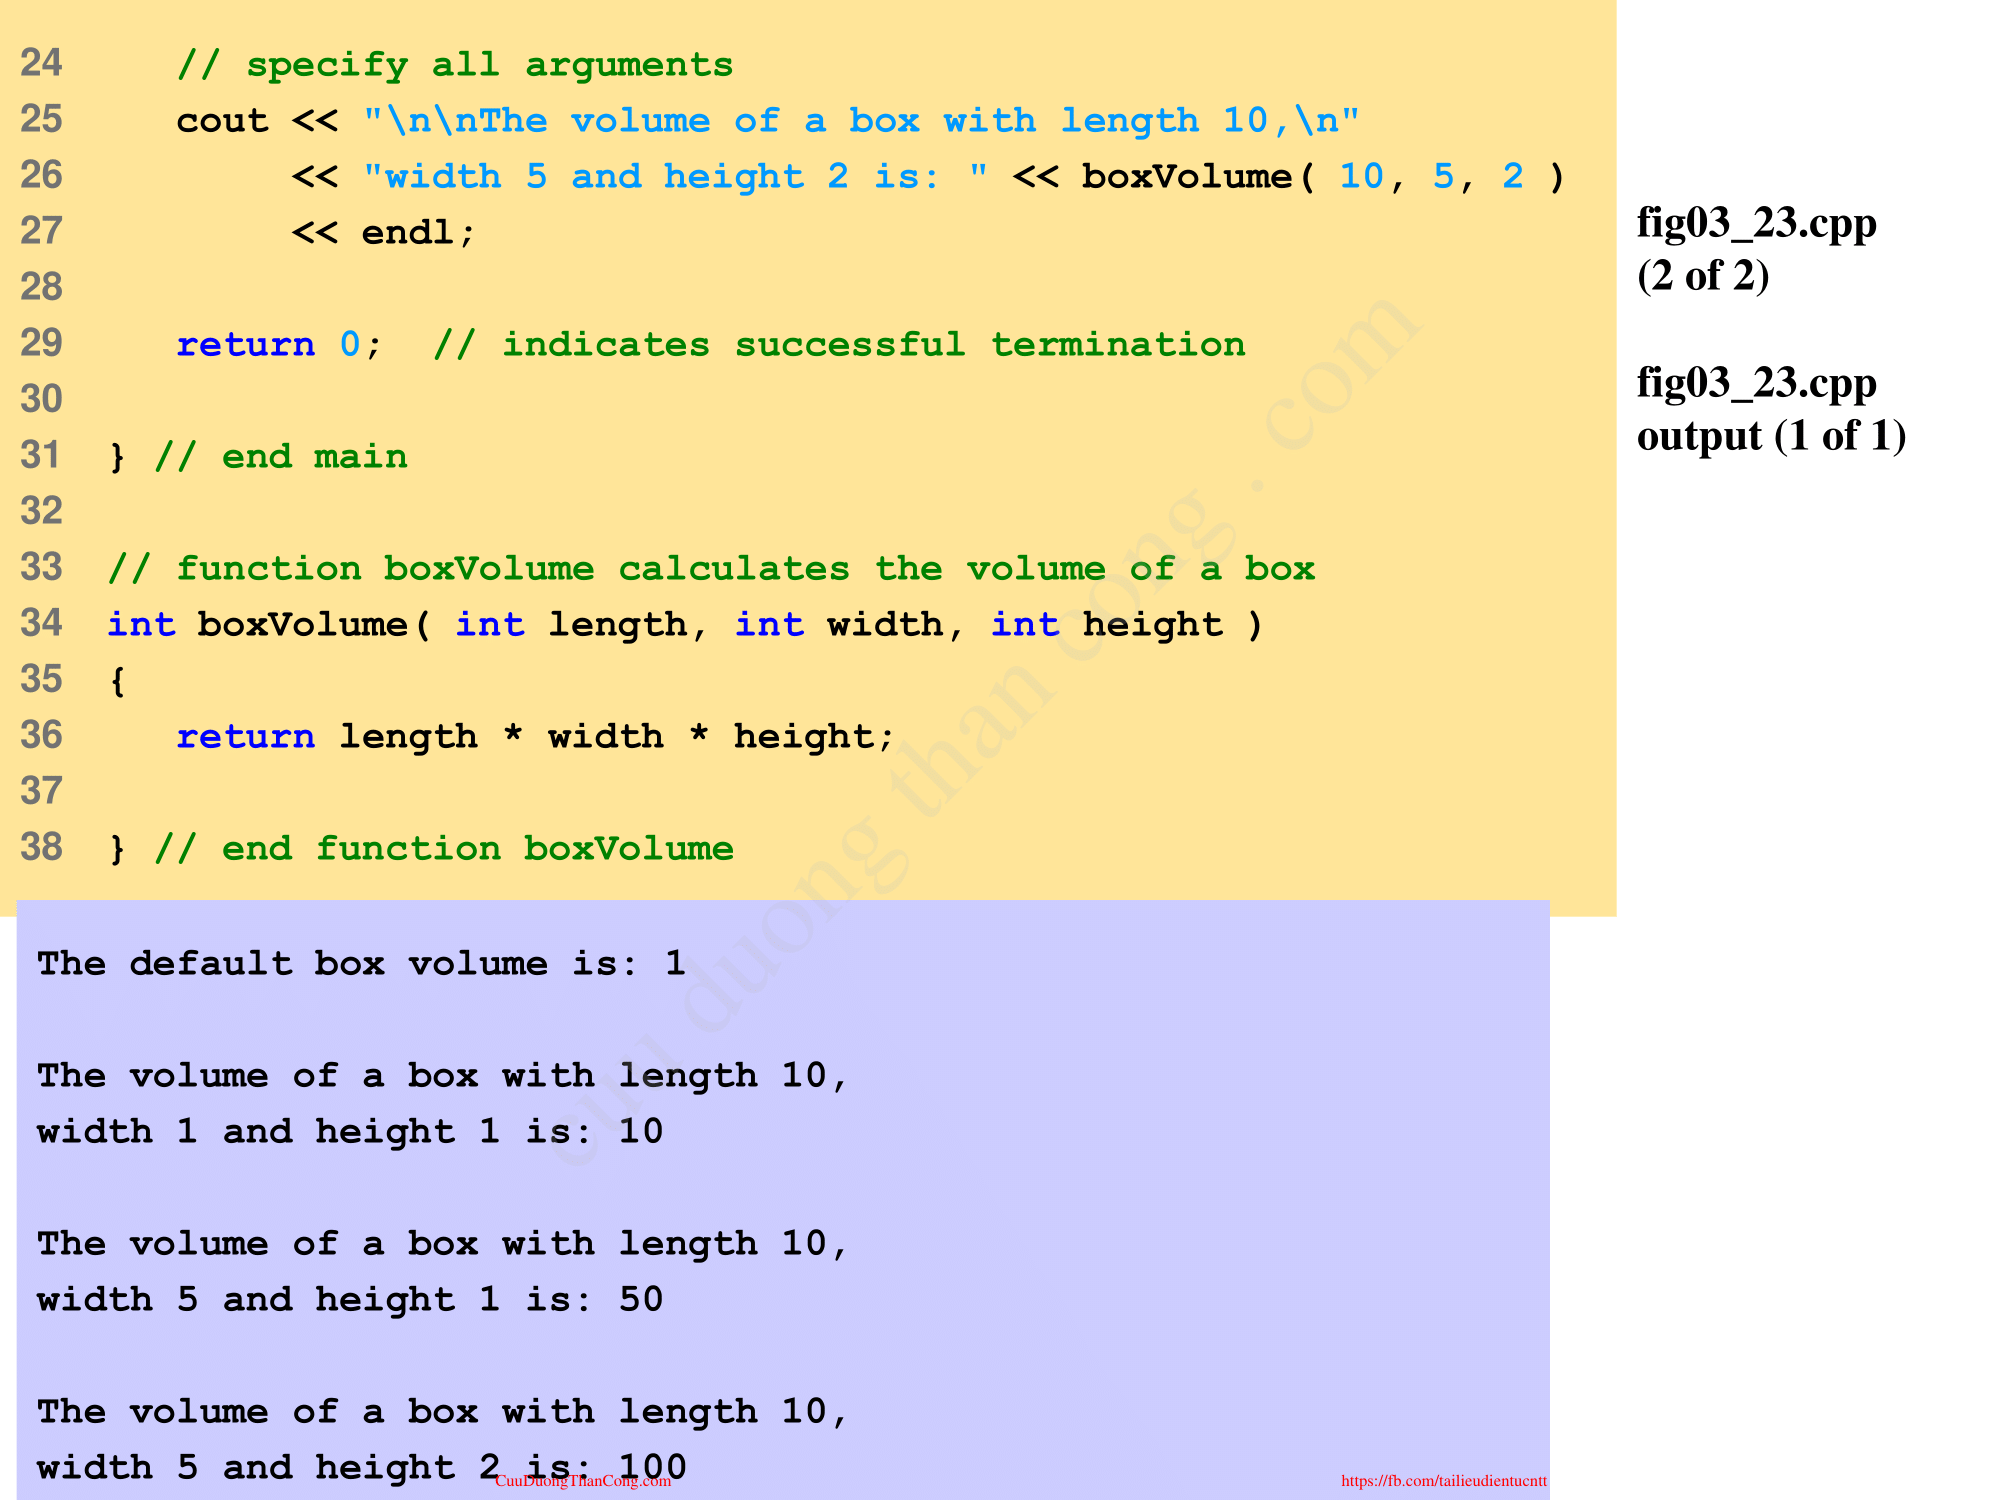 24 // specify all arguments
25 cout << "\n\nThe volume of a box with length 10,\n"
26 << "width 5 and height 2 is: " << boxVolume( 10, 5, 2 )
27 << endl;
28
29 return 0; // indicates successful termination
30
31 } // end main
32
33 // function boxVolume calculates the volume of a box
34 int boxVolume( int length, int width, int height )
35 {
36 return length * width * height;
37
38 } // end function boxVolume
fig03_23.cpp
(2 of 2)
fig03_23.cpp
output (1 of 1)
The default box volume is: 1
The volume of a box with length 10,
width 1 and height 1 is: 10
The volume of a box with length 10,
width 5 and height 1 is: 50
The volume of a box with length 10,
width 5 and height 2 is: 100
cuu duong than cong . com
CuuDuongThanCong.com
https://fb.com/tailieudientucntt